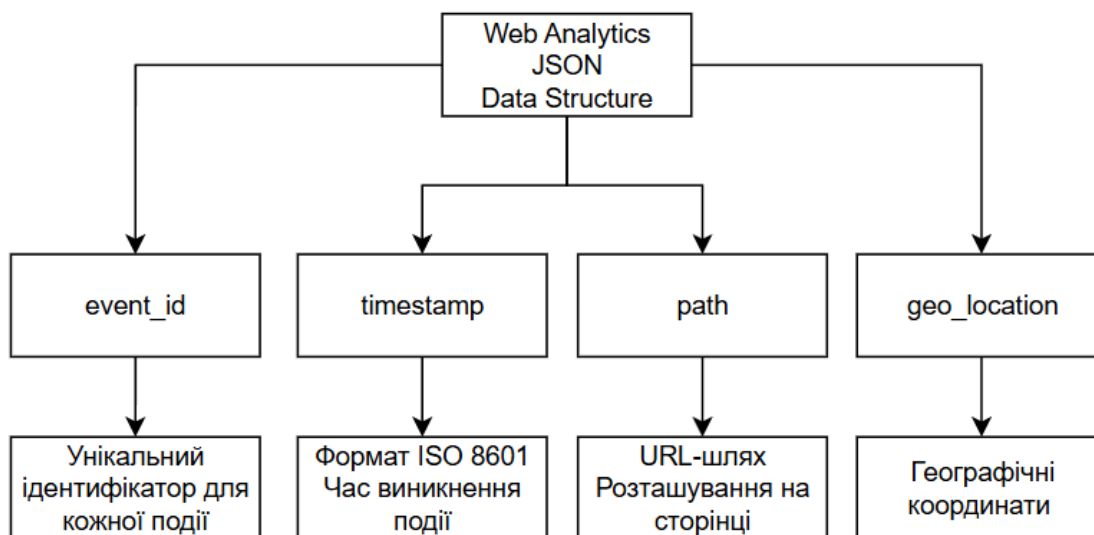 Web Analytics
JSON
Data Structure
event_id
timestamp
path
geo_location
Унікальний
ідентифікатор для
кожної події
Формат ISO 8601
Час виникнення
події
URL-шлях
Розташування на
сторінці
Географічні
координати